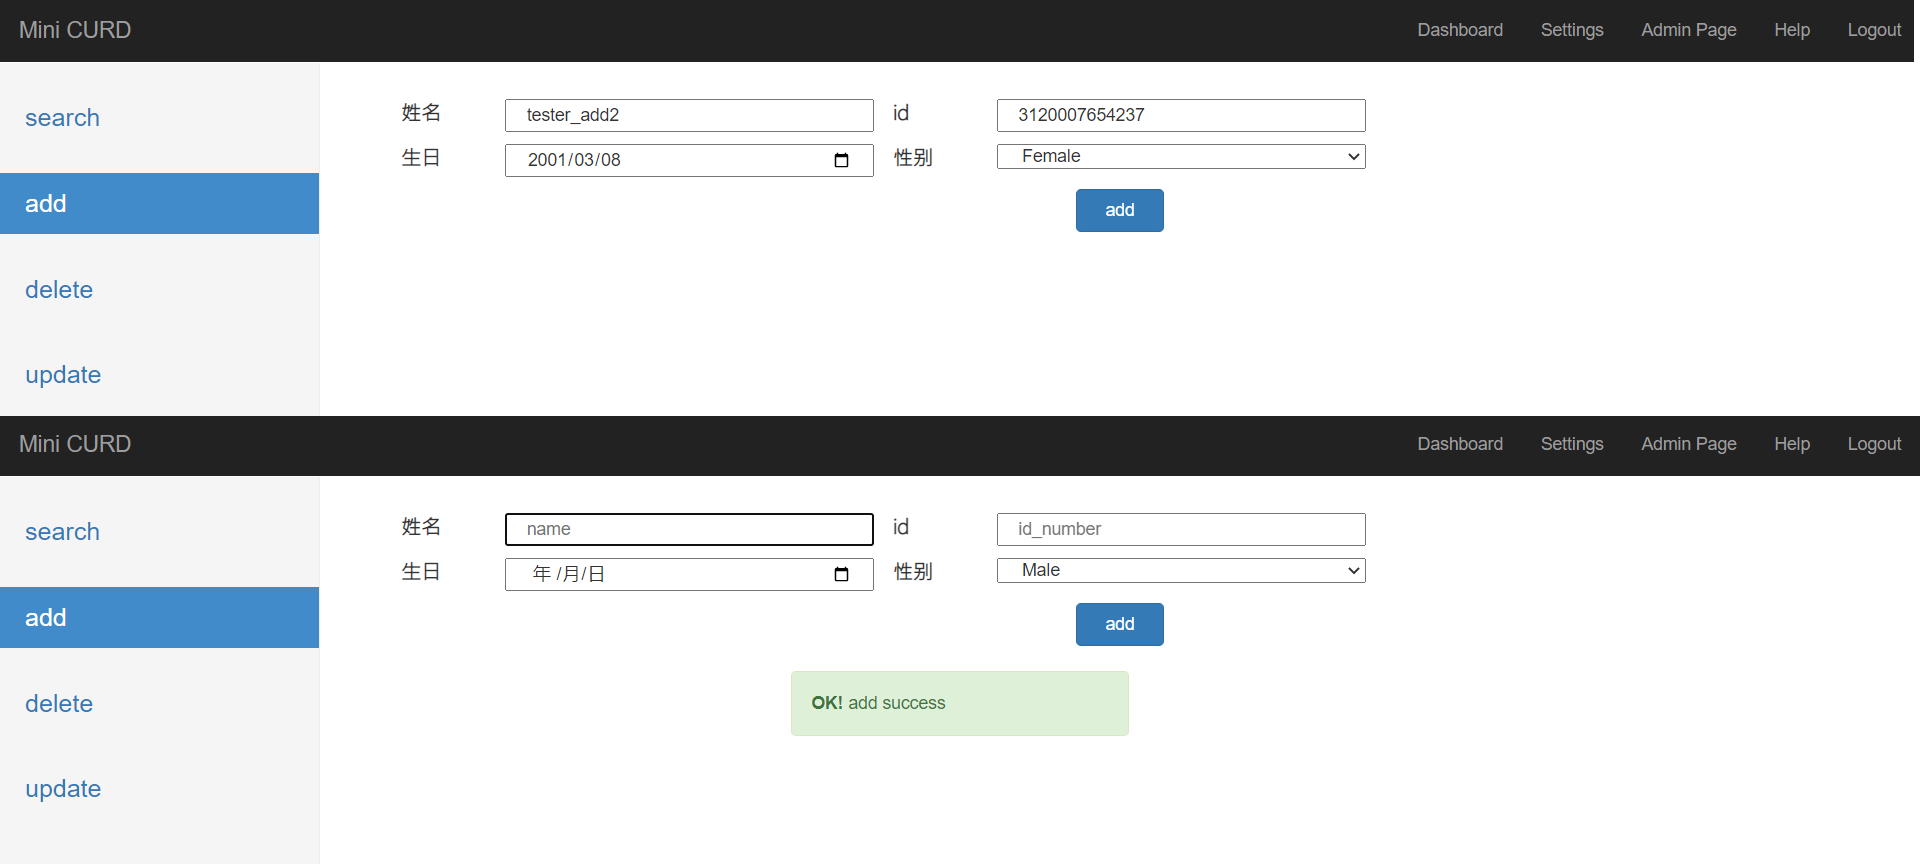 Mini CURD Dashboard Settings Admin Page Help Logout
search
add
delete
update
姓名 tester_add2 id 3120007654237
生日 2001/03/08 性别 Female
add
Mini CURD Dashboard Settings Admin Page Help Logout
search
add
delete
update
姓名 name id id_number
生日 年 /月/日 性别 Male
add
OK! add success